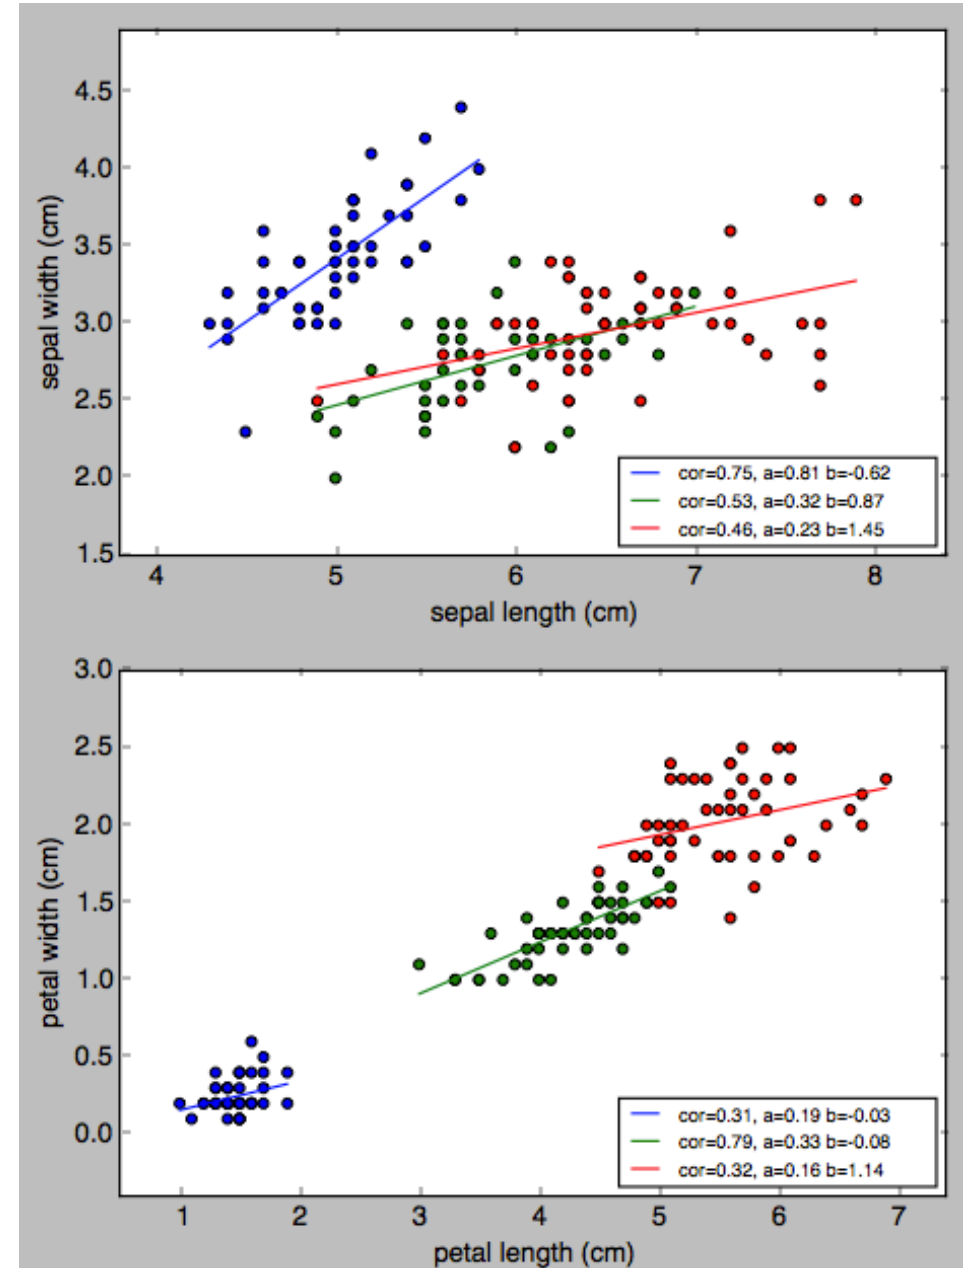 4.5
4.0
3.5
3.0
2.5
2.0
1.5
sepal width (cm)
cor=0.75, a=0.81 b=-0.62
cor=0.53, a=0.32 b=0.87
cor=0.46, a=0.23 b=1.45
4 5 6 7 8
sepal length (cm)
3.0
2.5
2.0
1.5
1.0
0.5
0.0
petal width (cm)
cor=0.31, a=0.19 b=-0.03
cor=0.79, a=0.33 b=-0.08
cor=0.32, a=0.16 b=1.14
1 2 3 4 5 6 7
petal length (cm)